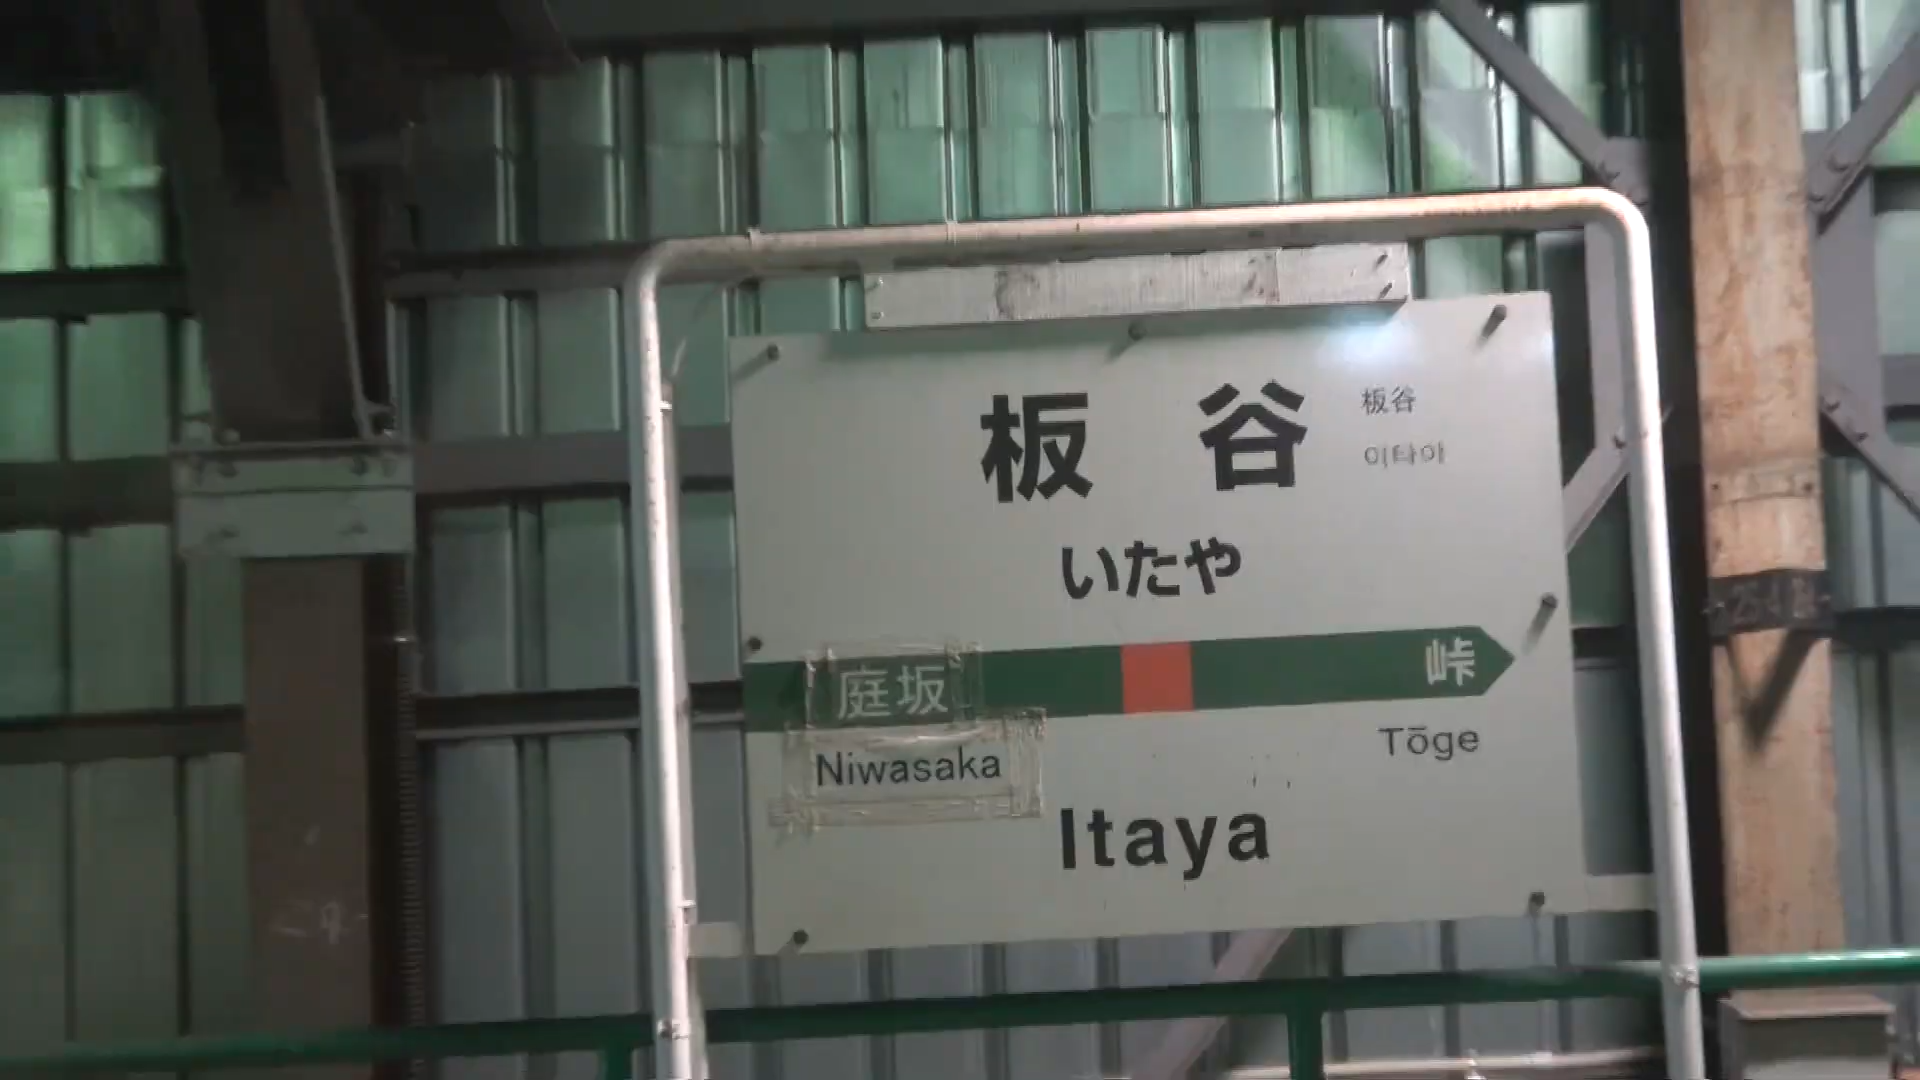 板谷
板谷
이타야
いたや
庭坂 峠
Niwasaka Tōge
Itaya